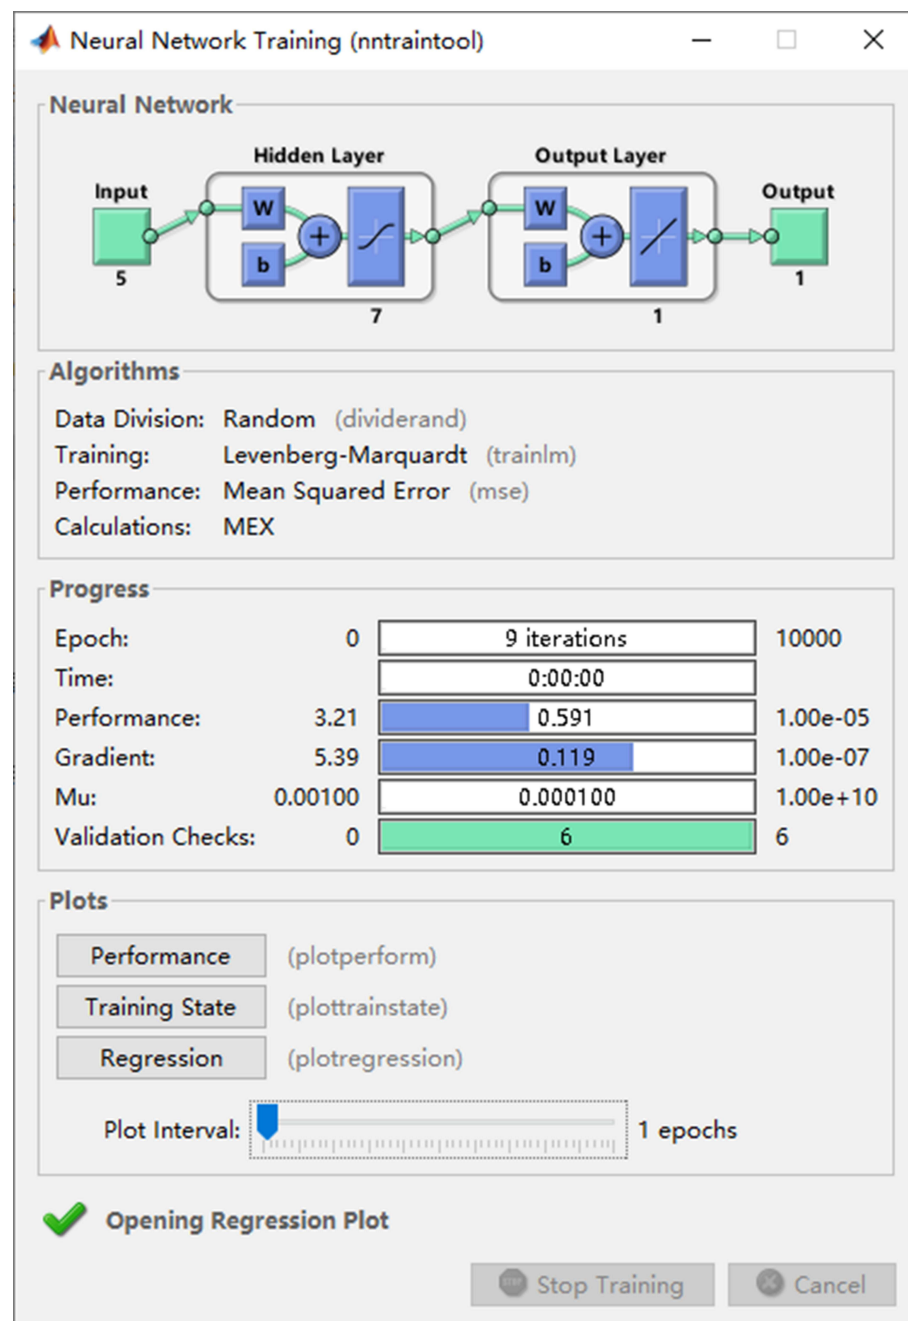 Neural Network Training (nntraintool)
Neural Network
Hidden Layer
Output Layer
Input
Output
W
W
b
b
5
7
1
1
Algorithms
Data Division: Random (dividerand)
Training: Levenberg-Marquardt (trainlm)
Performance: Mean Squared Error (mse)
Calculations: MEX
Progress
Epoch: 0 9 iterations 10000
Time: 0:00:00
Performance: 3.21 0.591 1.00e-05
Gradient: 5.39 0.119 1.00e-07
Mu: 0.00100 0.000100 1.00e+10
Validation Checks: 0 6 6
Plots
Performance (plotperform)
Training State (plottrainstate)
Regression (plotregression)
Plot Interval: 1 epochs
Opening Regression Plot
STOP Stop Training Cancel